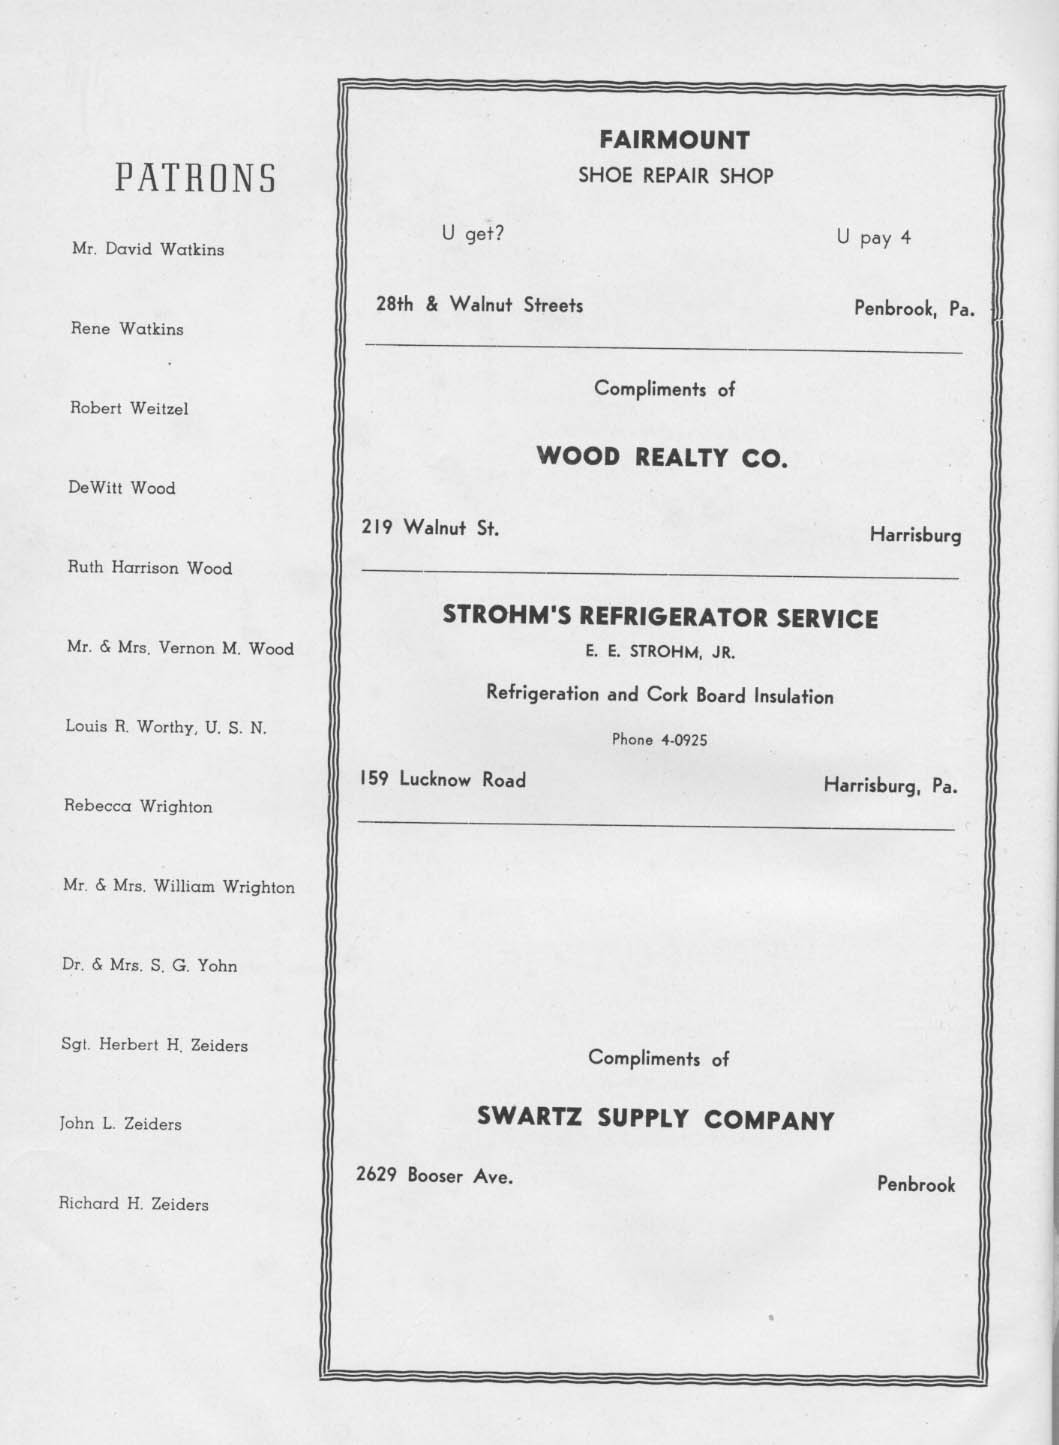 PATRONS
Mr. David Watkins
Rene Watkins
Robert Weitzel
DeWitt Wood
Ruth Harrison Wood
Mr. & Mrs. Vernon M. Wood
Louis R. Worthy, U. S. N.
Rebecca Wrighton
Mr. & Mrs. William Wrighton
Dr. & Mrs. S. G. Yohn
Sgt. Herbert H. Zeiders
John L. Zeiders
Richard H. Zeiders
FAIRMOUNT
SHOE REPAIR SHOP
U get? U pay 4
28th & Walnut Streets Penbrook, Pa.
Compliments of
WOOD REALTY CO.
219 Walnut St. Harrisburg
STROHM'S REFRIGERATOR SERVICE
E. E. STROHM, JR.
Refrigeration and Cork Board Insulation
Phone 4-0925
159 Lucknow Road Harrisburg, Pa.
Compliments of
SWARTZ SUPPLY COMPANY
2629 Booser Ave. Penbrook